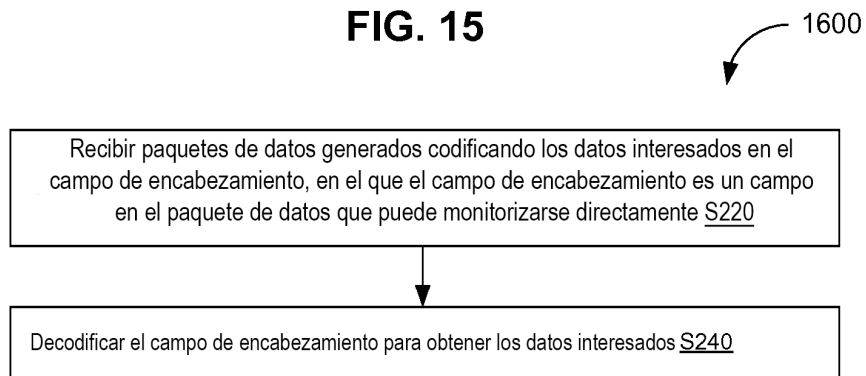 FIG. 15
1600
Recibir paquetes de datos generados codificando los datos interesados en el
campo de encabezamiento, en el que el campo de encabezamiento es un campo
en el paquete de datos que puede monitorizarse directamente S220
Decodificar el campo de encabezamiento para obtener los datos interesados S240